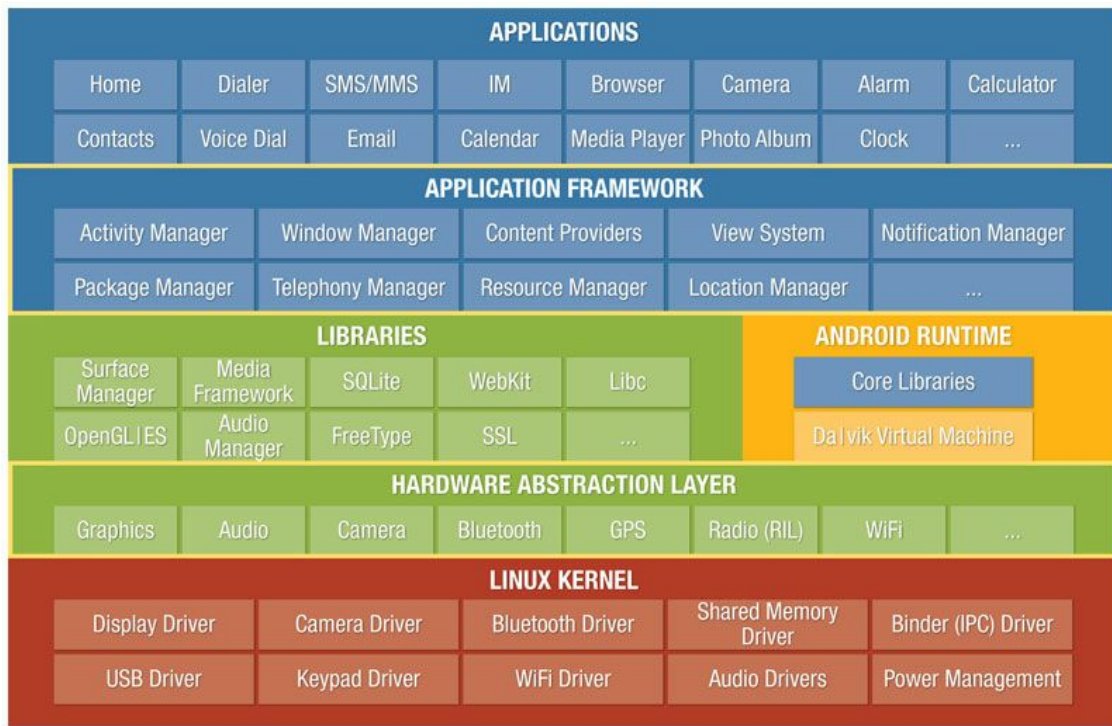 APPLICATIONS
Home Dialer SMS/MMS IM Browser Camera Alarm Calculator
Contacts Voice Dial Email Calendar Media Player Photo Album Clock ...
APPLICATION FRAMEWORK
Activity Manager Window Manager Content Providers View System Notification Manager
Package Manager Telephony Manager Resource Manager Location Manager ...
LIBRARIES
Surface
Manager
Media
Framework
SQLite WebKit Libc
OpenGL|ES
Audio
Manager
FreeType SSL ...
ANDROID RUNTIME
Core Libraries
Da|vik Virtual Machine
HARDWARE ABSTRACTION LAYER
Graphics Audio Camera Bluetooth GPS Radio (RIL) WiFi ...
LINUX KERNEL
Display Driver Camera Driver Bluetooth Driver
Shared Memory
Driver
Binder (IPC) Driver
USB Driver Keypad Driver WiFi Driver Audio Drivers Power Management